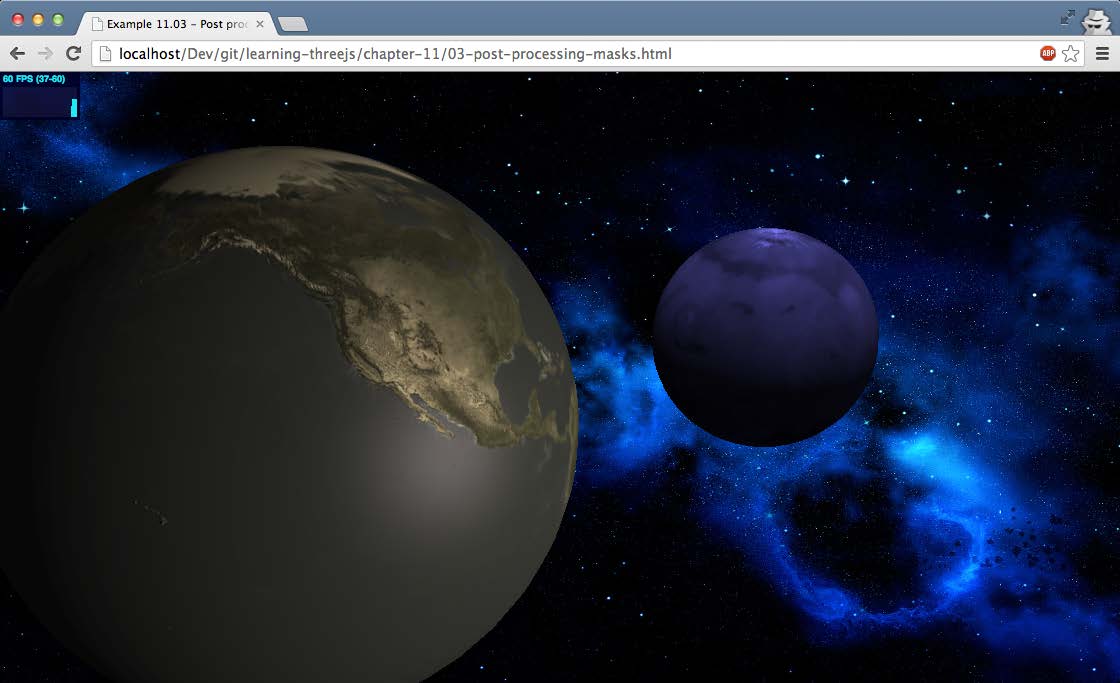 Example 11.03 – Post proc
localhost/Dev/git/learning-threejs/chapter-11/03-post-processing-masks.html
ABP
60 FPS (37-60)